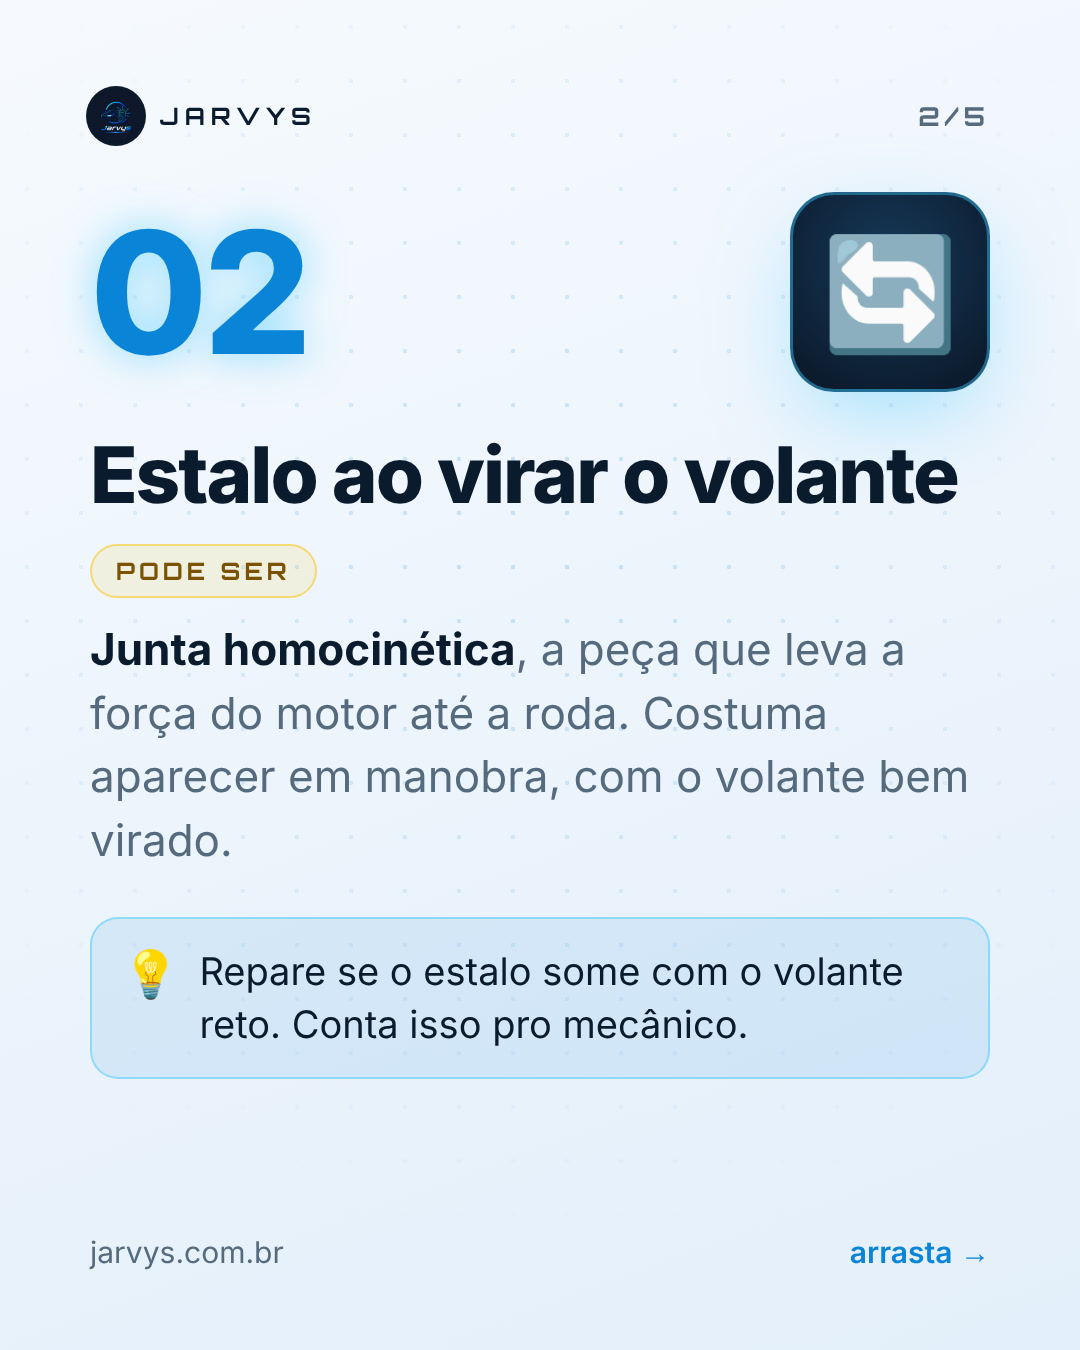 Jarvys
JARVYS
2/5
02
Estalo ao virar o volante
PODE SER
Junta homocinética, a peça que leva a
força do motor até a roda. Costuma
aparecer em manobra, com o volante bem
virado.
Repare se o estalo some com o volante
reto. Conta isso pro mecânico.
jarvys.com.br
arrasta →